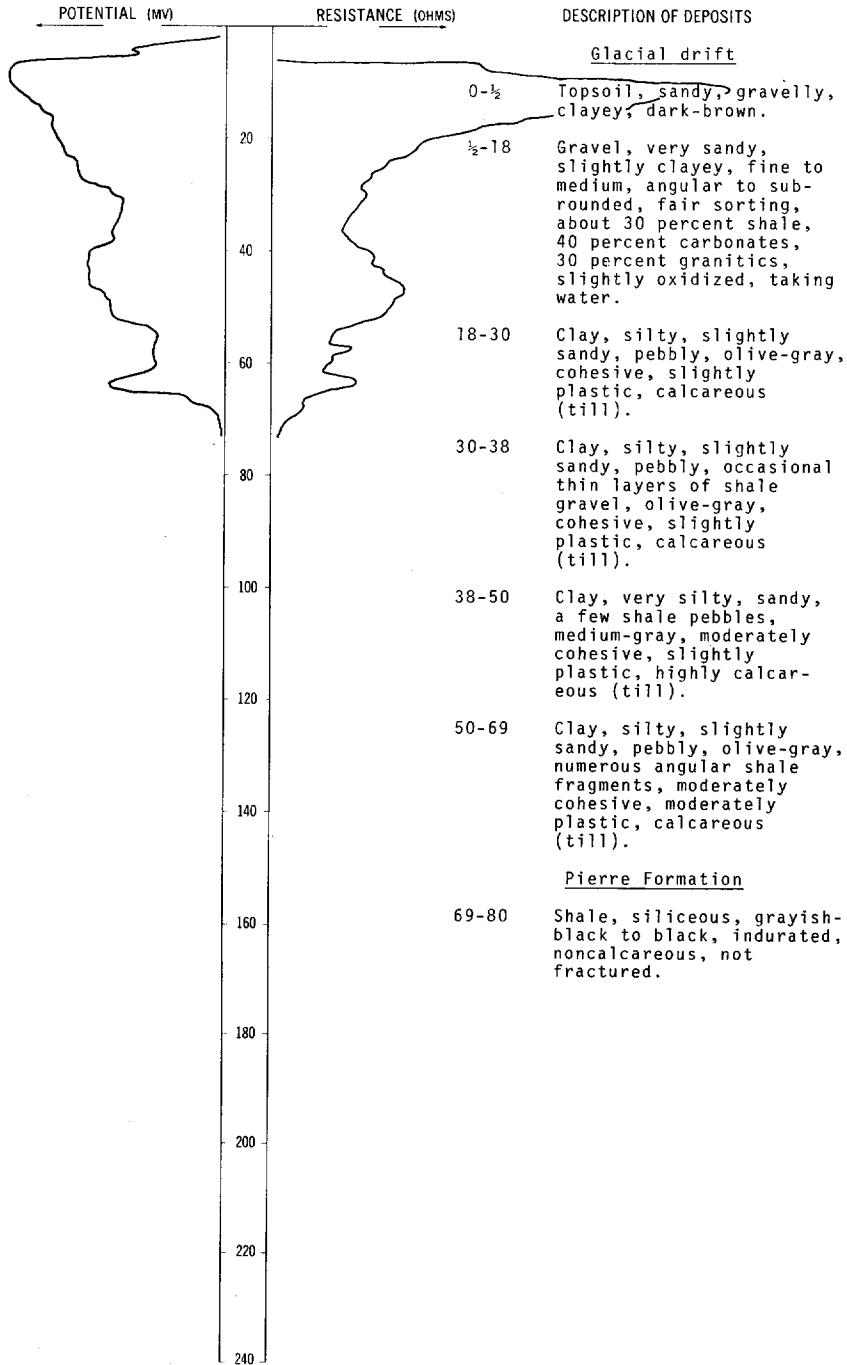 POTENTIAL (MV)
RESISTANCE (OHMS)
DESCRIPTION OF DEPOSITS
Glacial drift
0-½ Topsoil, sandy, gravelly,
clayey, dark-brown.
½-18 Gravel, very sandy,
slightly clayey, fine to
medium, angular to sub-
rounded, fair sorting,
about 30 percent shale,
40 percent carbonates,
30 percent granitics,
slightly oxidized, taking
water.
18-30 Clay, silty, slightly
sandy, pebbly, olive-gray,
cohesive, slightly
plastic, calcareous
(till).
30-38 Clay, silty, slightly
sandy, pebbly, occasional
thin layers of shale
gravel, olive-gray,
cohesive, slightly
plastic, calcareous
(till).
38-50 Clay, very silty, sandy,
a few shale pebbles,
medium-gray, moderately
cohesive, slightly
plastic, highly calcar-
eous (till).
50-69 Clay, silty, slightly
sandy, pebbly, olive-gray,
numerous angular shale
fragments, moderately
cohesive, moderately
plastic, calcareous
(till).
Pierre Formation
69-80 Shale, siliceous, grayish-
black to black, indurated,
noncalcareous, not
fractured.
20
40
60
80
100
120
140
160
180
200
220
240